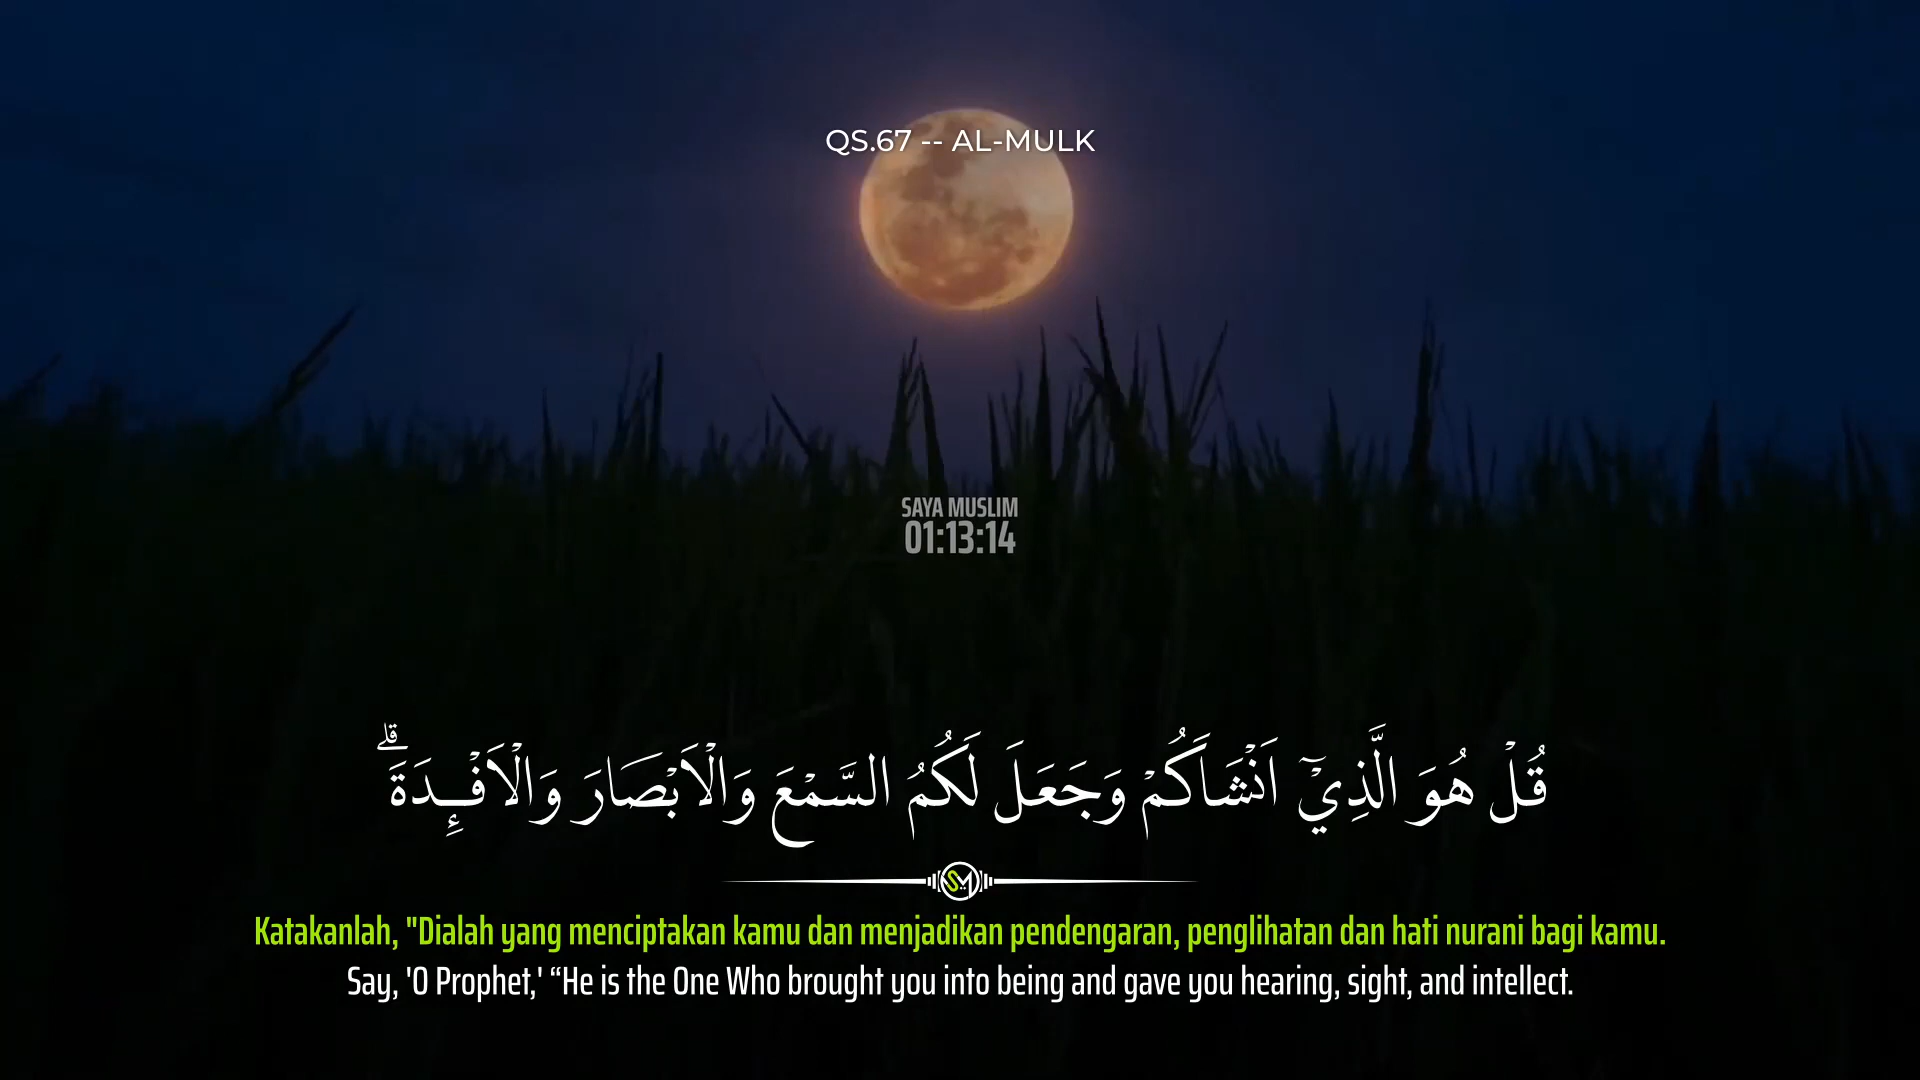 QS.67 -- AL-MULK
SAYA MUSLIM
01:13:14
قُلْ هُوَ الَّذِيْٓ اَنْشَاَكُمْ وَجَعَلَ لَكُمُ السَّمْعَ وَالْاَبْصَارَ وَالْاَفْـِٕدَةَۗ
SM
Katakanlah, "Dialah yang menciptakan kamu dan menjadikan pendengaran, penglihatan dan hati nurani bagi kamu.
Say, 'O Prophet,' “He is the One Who brought you into being and gave you hearing, sight, and intellect.